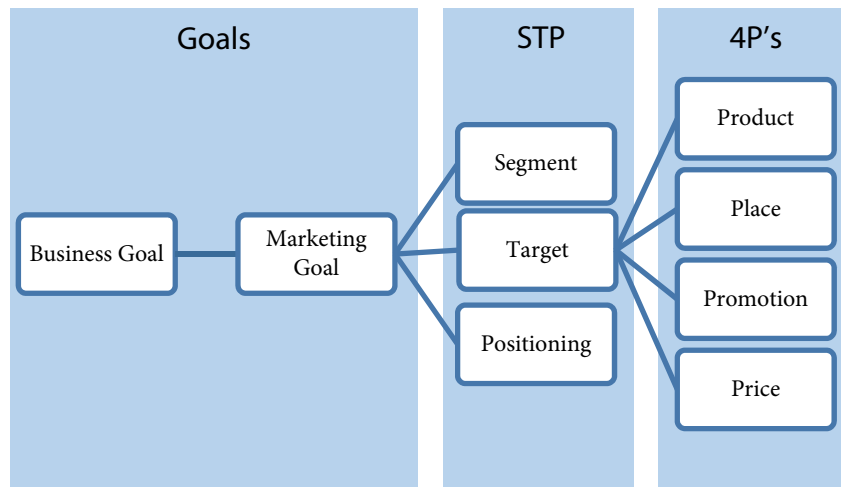 Goals
STP
4P's
Business Goal
Marketing
Goal
Segment
Target
Positioning
Product
Place
Promotion
Price